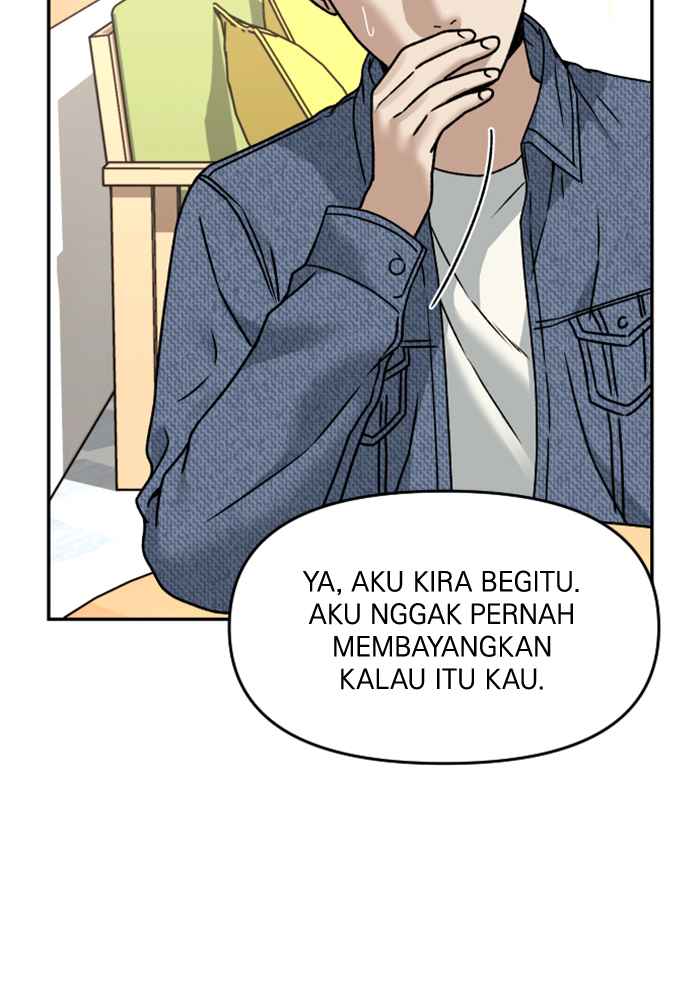 YA, AKU KIRA BEGITU.
AKU NGGAK PERNAH
MEMBAYANGKAN
KALAU ITU KAU.